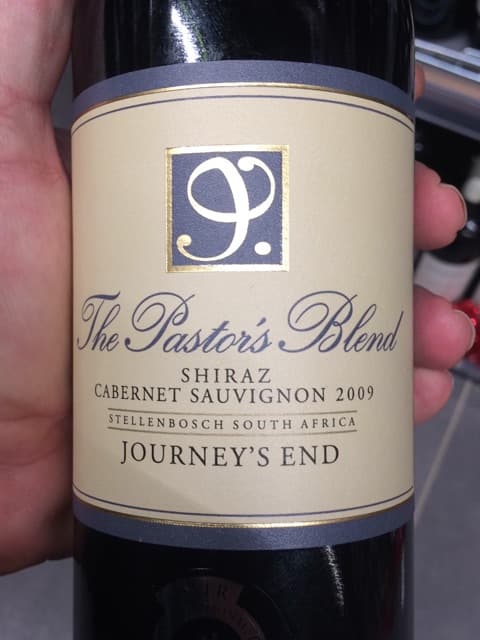 The Pastor's Blend
SHIRAZ
CABERNET SAUVIGNON 2009
STELLENBOSCH SOUTH AFRICA
JOURNEY'S END